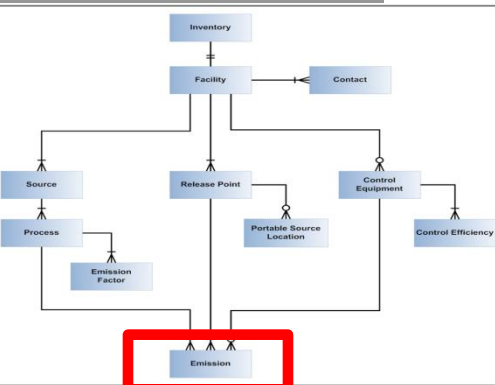 Inventory
Facility
Contact
Source
Release Point
Control
Equipment
Process
Portable Source
Location
Control Efficiency
Emission
Factor
Emission